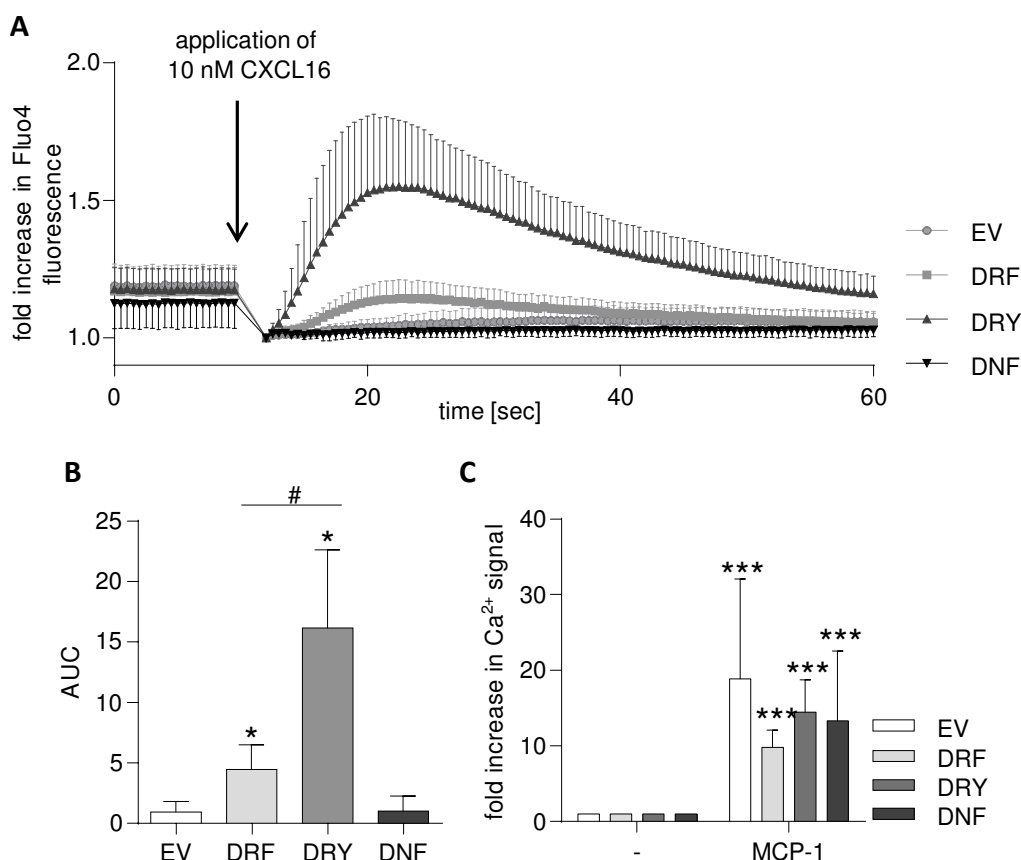 A
application of
10 nM CXCL16
fold increase in Fluo4
fluorescence
2.0
1.5
1.0
0
20
40
60
time [sec]
EV
DRF
DRY
DNF
B
#
*
*
AUC
25
20
15
10
5
0
EV
DRF
DRY
DNF
C
fold increase in Ca²⁺ signal
40
30
20
10
0
***
***
***
***
-
MCP-1
EV
DRF
DRY
DNF